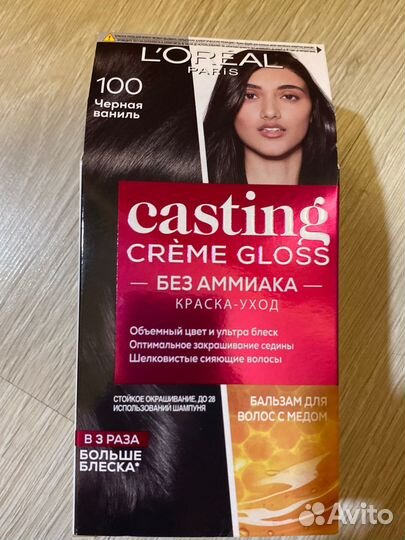 L'ORÉAL
PARIS
100
Черная
ваниль
casting
CRÈME GLOSS
БЕЗ АММИАКА
КРАСКА-УХОД
Объемный цвет и ультра блеск
Оптимальное закрашивание седины
Шелковистые сияющие волосы
СТОЙКОЕ ОКРАШИВАНИЕ, ДО 28
ИСПОЛЬЗОВАНИЙ ШАМПУНЯ
БАЛЬЗАМ ДЛЯ
ВОЛОС С МЕДОМ
В 3 РАЗА
БОЛЬШЕ
БЛЕСКА*
Avito